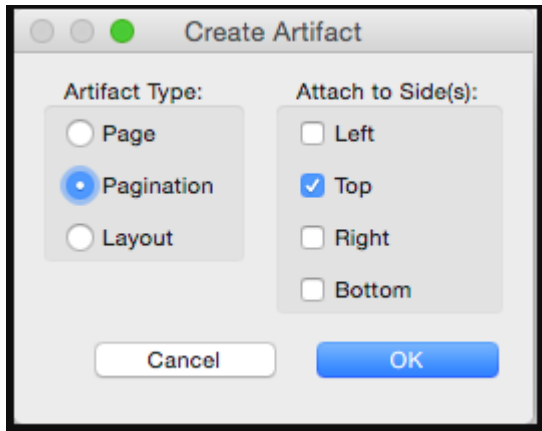 Create Artifact
Artifact Type:
Page
Pagination
Layout
Attach to Side(s):
Left
Top
Right
Bottom
Cancel
OK